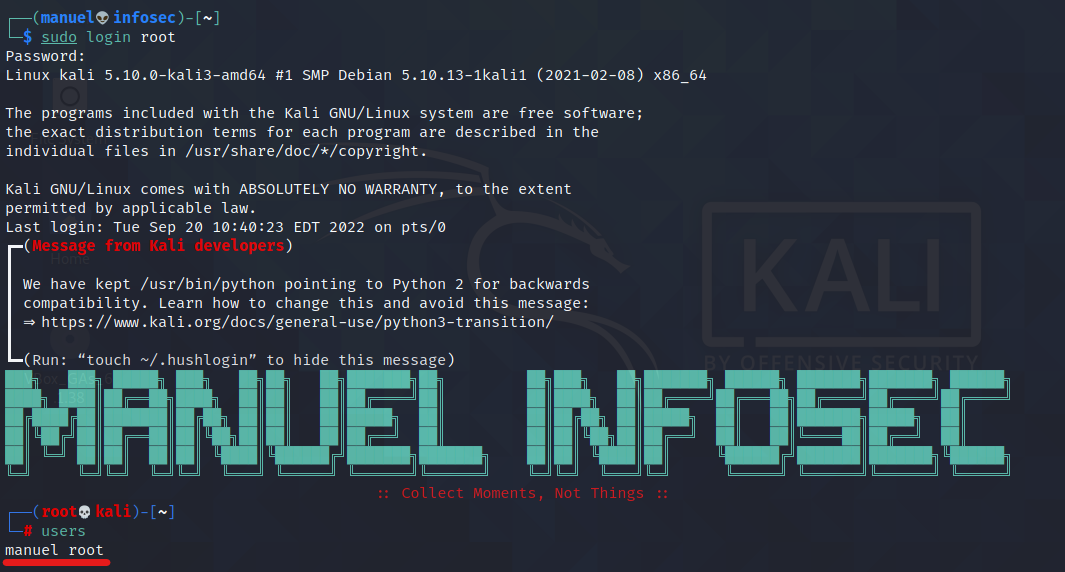 ┌──(manuel💀infosec)-[~]
└─$ sudo login root
Password:
Linux kali 5.10.0-kali3-amd64 #1 SMP Debian 5.10.13-1kali1 (2021-02-08) x86_64
The programs included with the Kali GNU/Linux system are free software;
the exact distribution terms for each program are described in the
individual files in /usr/share/doc/*/copyright.
Kali GNU/Linux comes with ABSOLUTELY NO WARRANTY, to the extent
permitted by applicable law.
Last login: Tue Sep 20 10:40:23 EDT 2022 on pts/0
┏━(Message from Kali developers)
Home
We have kept /usr/bin/python pointing to Python 2 for backwards
compatibility. Learn how to change this and avoid this message:
⇒ https://www.kali.org/docs/general-use/python3-transition/
┗━(Run: “touch ~/.hushlogin” to hide this message)
KALI
BY OFFENSIVE SECURITY
MANUEL INFOSEC
:: Collect Moments, Not Things ::
┌──(root💀kali)-[~]
└─# users
manuel root